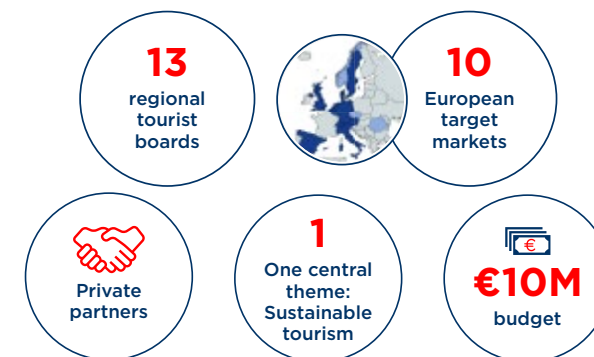 13
regional
tourist
boards
10
European
target
markets
Private
partners
1
One central
theme:
Sustainable
tourism
€
€10M
budget